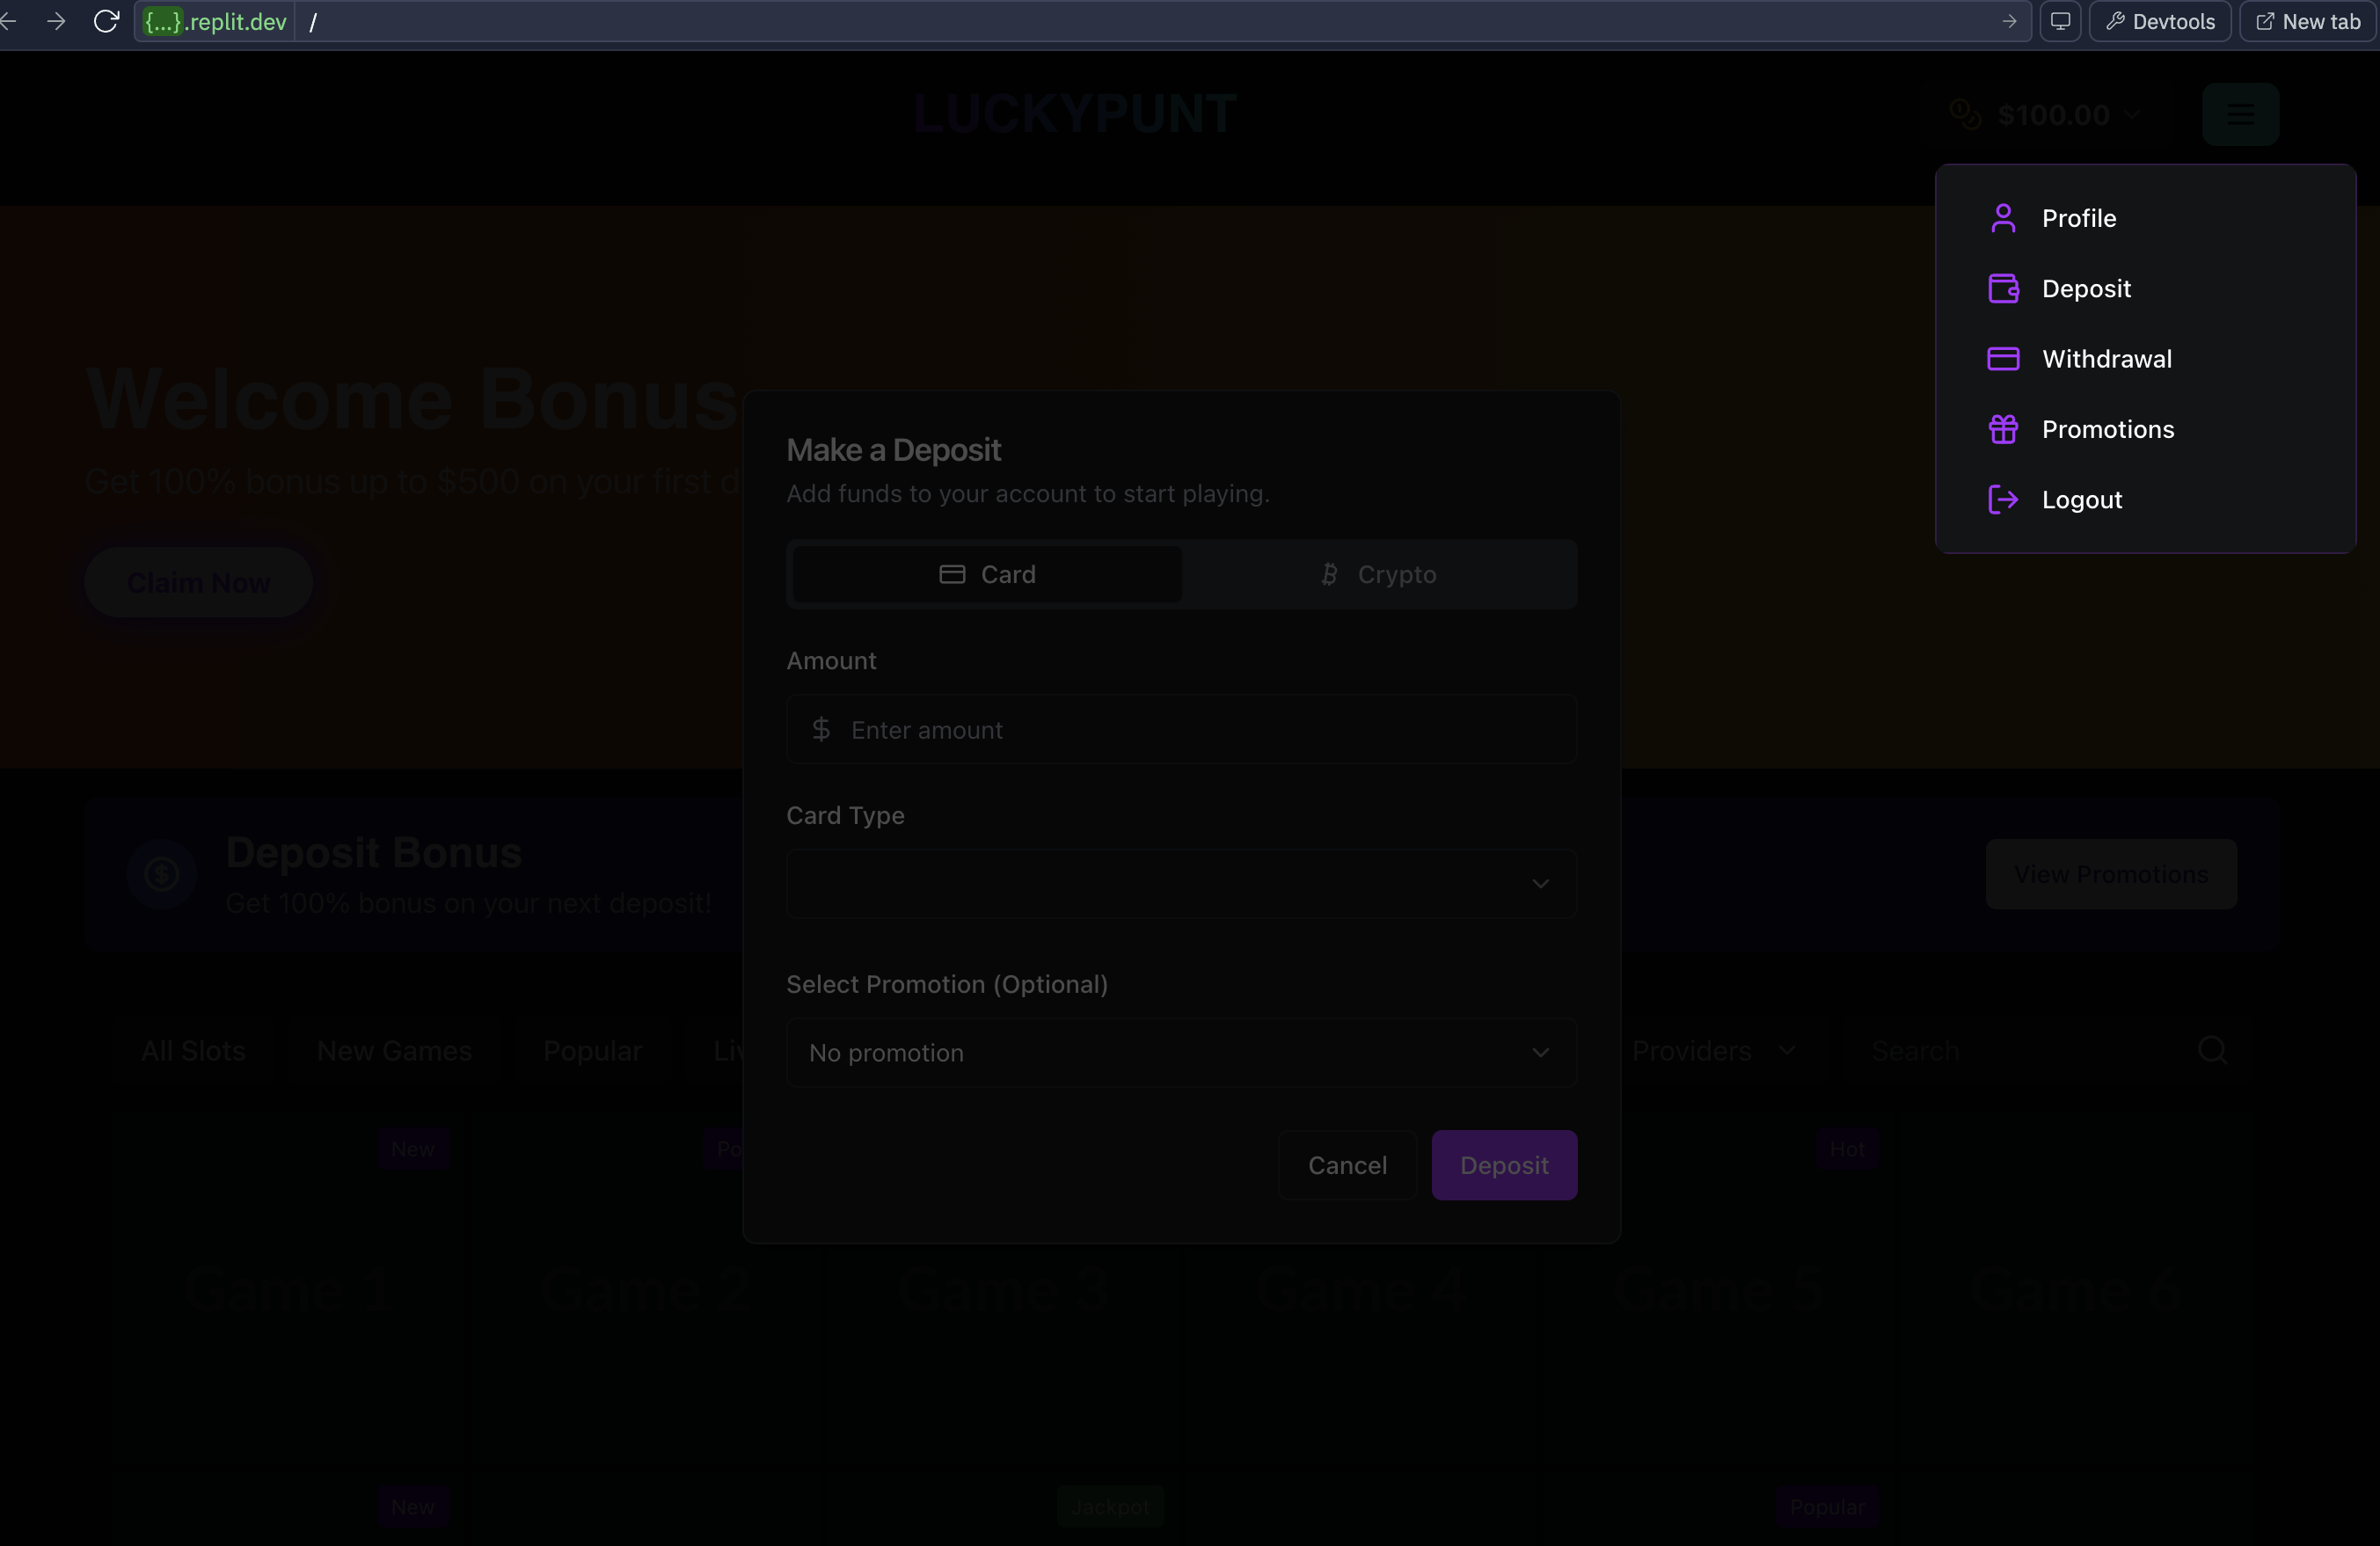 {...}.replit.dev /
Devtools
New tab
LUCKYPUNT
$100.00
Profile
Deposit
Withdrawal
Promotions
Logout
Welcome Bonus
Get 100% bonus up to $500 on your first d
Claim Now
Make a Deposit
Add funds to your account to start playing.
Card
Crypto
Amount
$ Enter amount
Card Type
Select Promotion (Optional)
No promotion
Cancel
Deposit
Deposit Bonus
Get 100% bonus on your next deposit!
View Promotions
All Slots
New Games
Popular
Liv
Providers
Search
New
Po
Hot
Game 1
Game 2
Game 3
Game 4
Game 5
Game 6
New
Jackpot
Popular